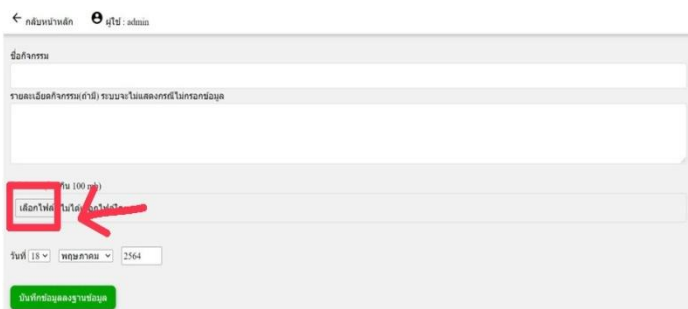 กลับหน้าหลัก ผู้ใช้ : admin
ชื่อกิจกรรม
รายละเอียดกิจกรรม(ถ้ามี) ระบบจะไม่แสดงกรณีไม่กรอกข้อมูล
100 mb)
เลือกไฟล์ ไม่ได้
วันที่ 18 พฤษภาคม 2564
บันทึกข้อมูลลงฐานข้อมูล